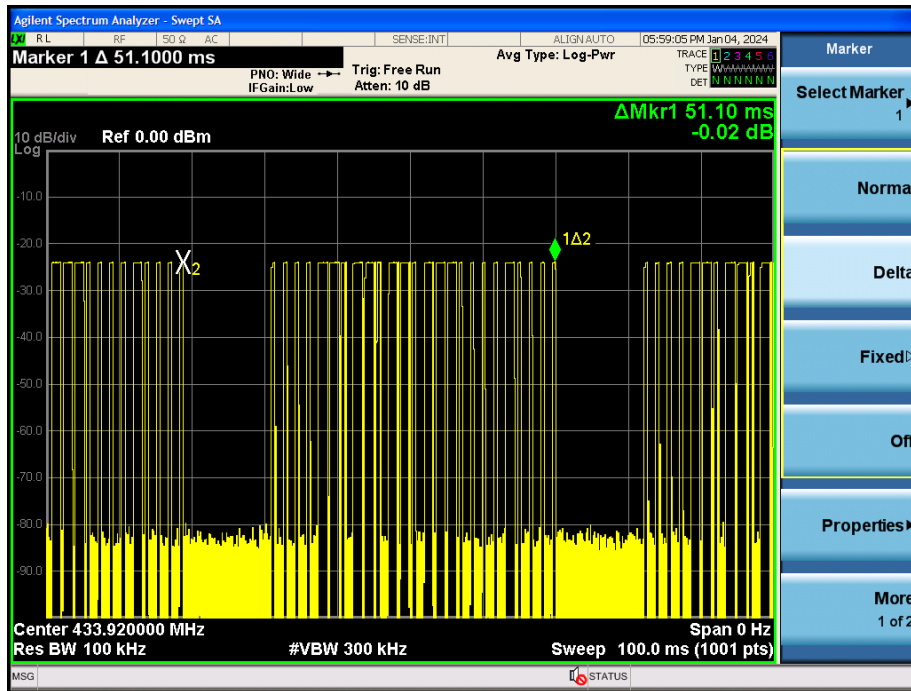 Agilent Spectrum Analyzer - Swept SA
LXI RL RF 50 Ω AC SENSE:INT ALIGN AUTO 05:59:05 PM Jan 04, 2024
Marker 1 Δ 51.1000 ms
PNO: Wide
IFGain:Low
Trig: Free Run
Atten: 10 dB
Avg Type: Log-Pwr
TRACE 1 2 3 4 5 6
TYPE WWWWWW
DET N N N N N N
ΔMkr1 51.10 ms
-0.02 dB
10 dB/div Ref 0.00 dBm
Log
-10.0
-20.0
-30.0
-40.0
-50.0
-60.0
-70.0
-80.0
-90.0
1Δ2
X2
Center 433.920000 MHz Span 0 Hz
Res BW 100 kHz #VBW 300 kHz Sweep 100.0 ms (1001 pts)
MSG STATUS
Marker
Select Marker
1
Norma
Delta
Fixed
Off
Properties
More
1 of 2